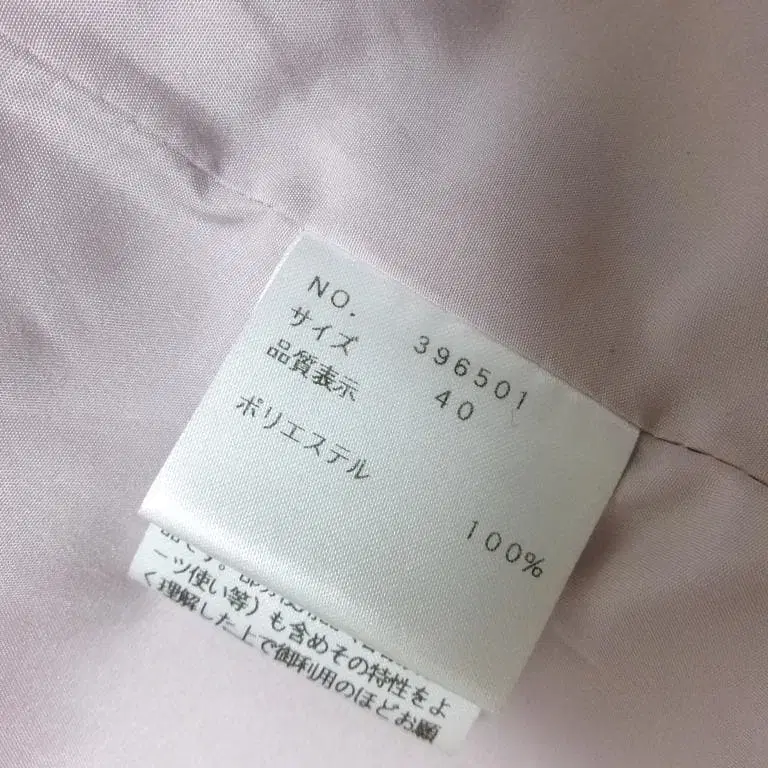 NO. 396501
サイズ 40
品質表示
ポリエステル 100%
ーツ使い等）も含めその特性をよ
く理解した上で御利用のほどお願